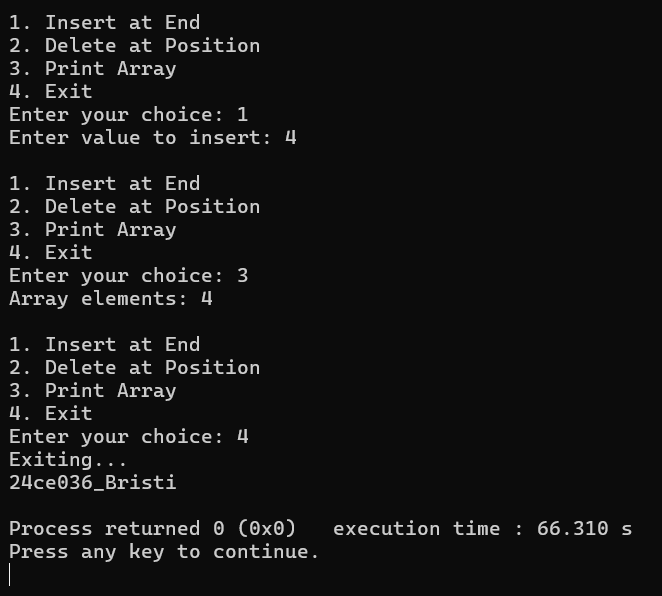 1. Insert at End
2. Delete at Position
3. Print Array
4. Exit
Enter your choice: 1
Enter value to insert: 4
1. Insert at End
2. Delete at Position
3. Print Array
4. Exit
Enter your choice: 3
Array elements: 4
1. Insert at End
2. Delete at Position
3. Print Array
4. Exit
Enter your choice: 4
Exiting...
24ce036_Bristi
Process returned 0 (0x0)   execution time : 66.310 s
Press any key to continue.